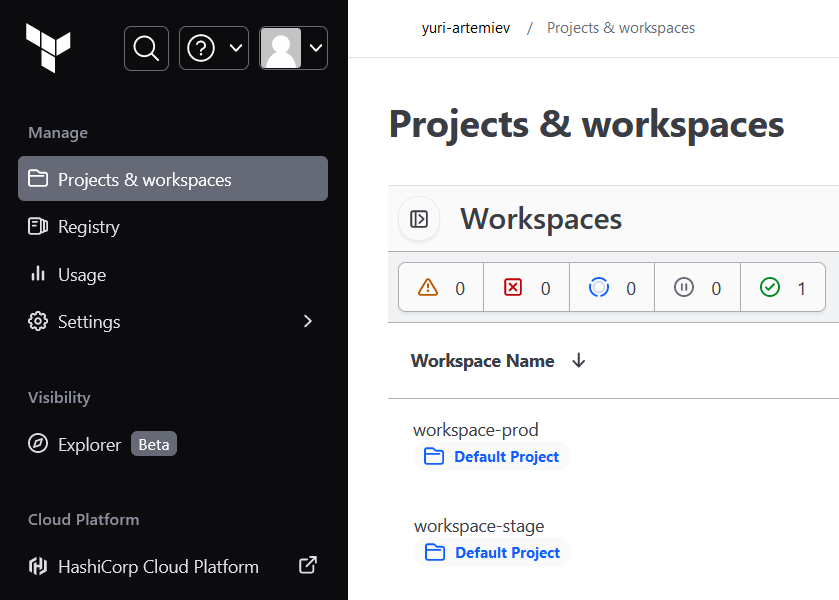 yuri-artemiev / Projects & workspaces
Manage
Projects & workspaces
Registry
Usage
Settings
Visibility
Explorer Beta
Cloud Platform
HashiCorp Cloud Platform
Projects & workspaces
Workspaces
0 0 0 0 1
Workspace Name
workspace-prod
Default Project
workspace-stage
Default Project